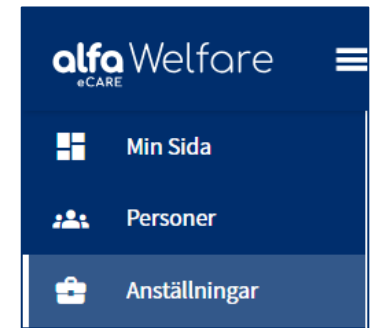 alfa Welfare
eCARE
Min Sida
Personer
Anställningar